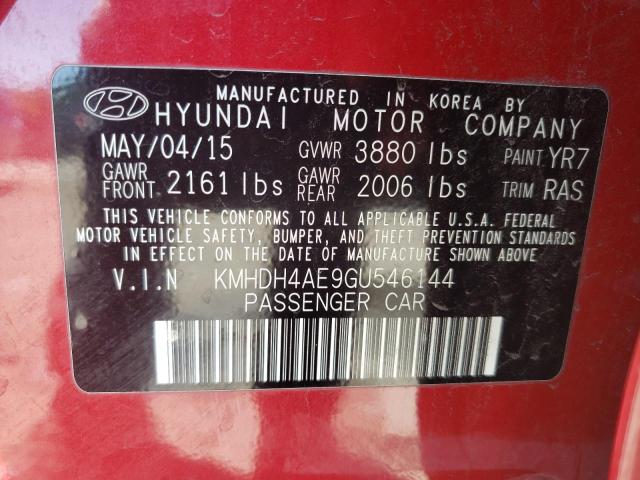 MANUFACTURED IN KOREA BY
HYUNDAI MOTOR COMPANY
MAY/04/15 GVWR 3880 lbs PAINT YR7
GAWR FRONT 2161 lbs GAWR REAR 2006 lbs TRIM RAS
THIS VEHICLE CONFORMS TO ALL APPLICABLE U.S.A. FEDERAL
MOTOR VEHICLE SAFETY, BUMPER, AND THEFT PREVENTION STANDARDS
IN EFFECT ON THE DATE OF MANUFACTURE SHOWN ABOVE.
V.I.N KMHDH4AE9GU546144
PASSENGER CAR